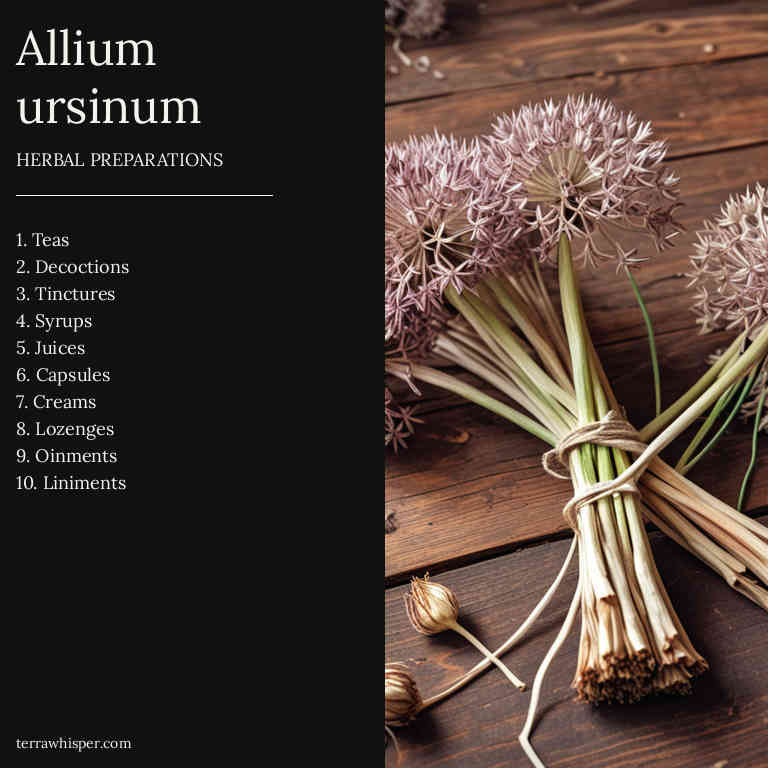 Allium
ursinum
HERBAL PREPARATIONS
1. Teas
2. Decoctions
3. Tinctures
4. Syrups
5. Juices
6. Capsules
7. Creams
8. Lozenges
9. Oinments
10. Liniments
terrawhisper.com